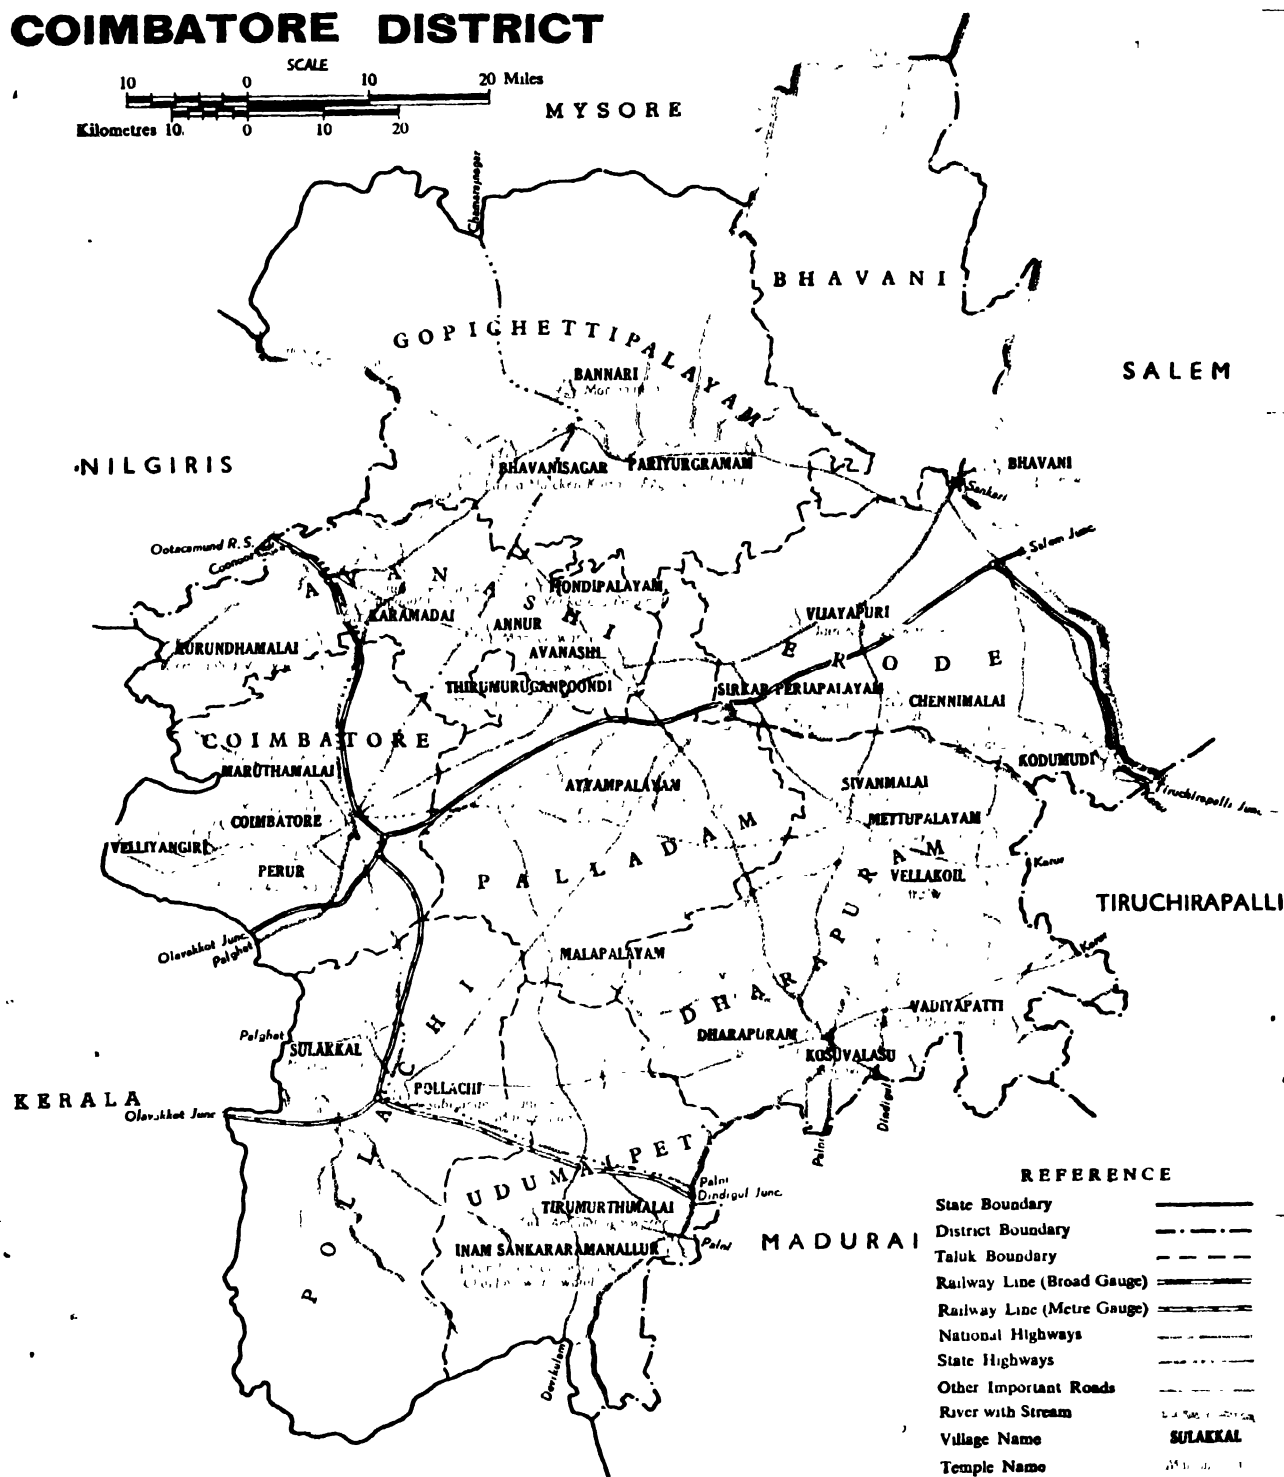 COIMBATORE DISTRICT
SCALE
10 0 10 20 Miles
Kilometres 10 0 10 20
MYSORE
Chamarajnagar
BHAVANI
GOPICHETTIPALAYAM
SALEM
BANNARI
NILGIRIS
BHAVANISAGAR
PARIYURGRAMAM
BHAVANI
Sankari
Ootacamund R.S.
Coonoor
Salem Junc.
AVANASHI
MONDIPALAYAM
KARAMADAI
ANNUR
VIJAYAPURI
KURUNDHAMALAI
AVANASHI
ERODE
THIRUMURUGANPOONDI
SIRKAR PERIAPALAYAM
CHENNIMALAI
COIMBATORE
MARUTHAMALAI
KODUMUDI
AYYAMPALAYAM
SIVANMALAI
Tiruchirapalli Junc.
Karur
COIMBATORE
METTUPALAYAM
VELLIYANGIRI
PALLADAM
PERUR
VELLAKOIL
Karur
TIRUCHIRAPALLI
Olavakkot Junc.
Palghat
MALAPALAYAM
Karur
DHARAPURAM
VADIYAPATTI
Palghat
SULAKKAL
DHARAPURAM
KOSUVALASU
POLLACHI
KERALA
Olavakkot Junc.
Dindigul
Palni
POLLACHI
UDUMALPET
Palni
Dindigul Junc.
TIRUMURTHIMALAI
INAM SANKARARAMANALLUR
Palni
MADURAI
Devikulam
REFERENCE
State Boundary
District Boundary
Taluk Boundary
Railway Line (Broad Gauge)
Railway Line (Metre Gauge)
National Highways
State Highways
Other Important Roads
River with Stream
Village Name SULAKKAL
Temple Name